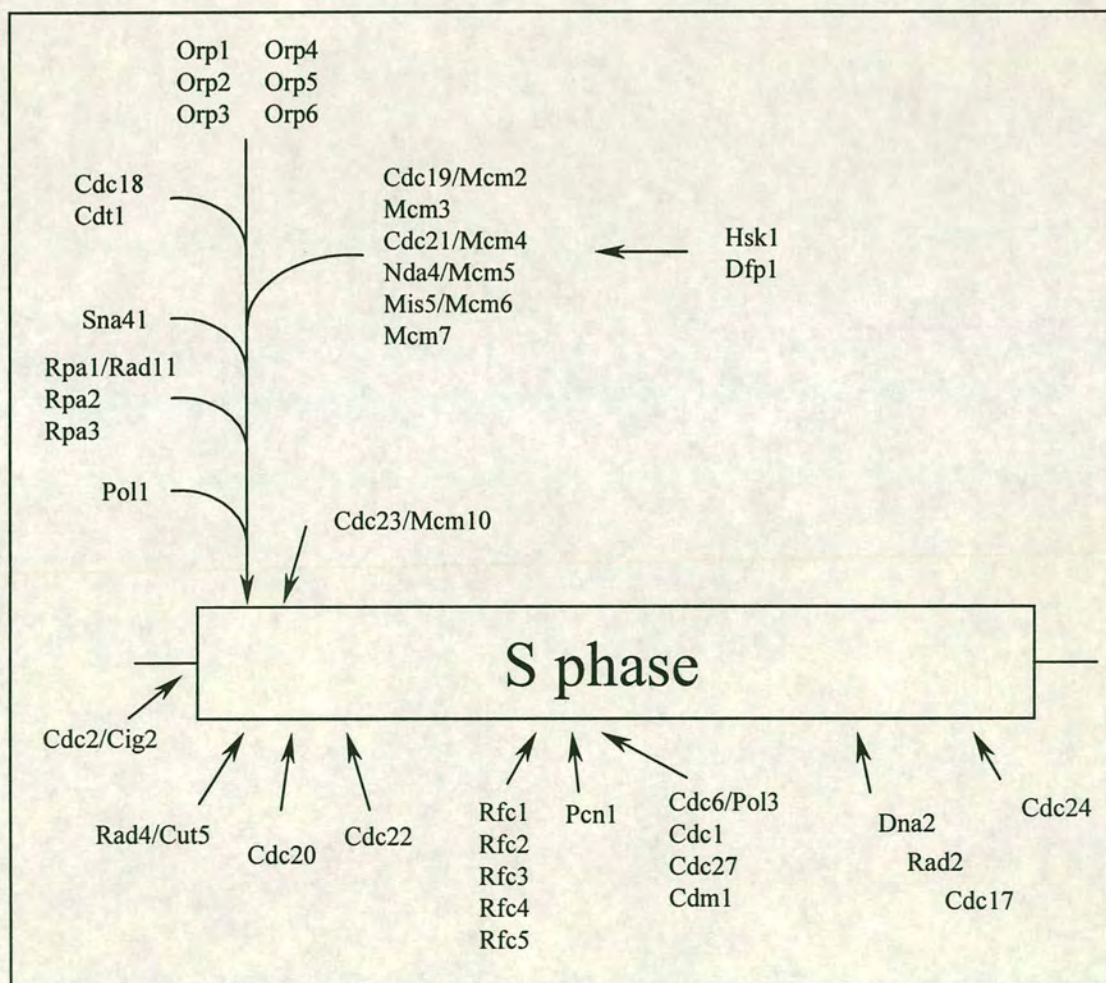 Orp1 Orp4
Orp2 Orp5
Orp3 Orp6
Cdc18
Cdt1
Cdc19/Mcm2
Mcm3
Cdc21/Mcm4
Nda4/Mcm5
Mis5/Mcm6
Mcm7
Hsk1
Dfp1
Sna41
Rpa1/Rad11
Rpa2
Rpa3
Pol1
Cdc23/Mcm10
S phase
Cdc2/Cig2
Rad4/Cut5
Cdc20
Cdc22
Rfc1
Rfc2
Rfc3
Rfc4
Rfc5
Pcn1
Cdc6/Pol3
Cdc1
Cdc27
Cdm1
Dna2
Rad2
Cdc17
Cdc24